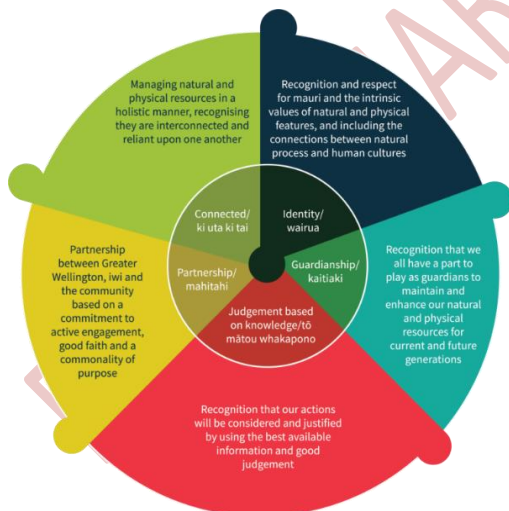 Managing natural and
physical resources in a
holistic manner, recognising
they are interconnected and
reliant upon one another
Recognition and respect
for mauri and the intrinsic
values of natural and physical
features, and including the
connections between natural
process and human cultures
Connected/
ki uta ki tai
Identity/
wairua
Partnership/
mahitahi
Guardianship/
kaitiaki
Judgement based
on knowledge/tō
mātou whakapono
Partnership
between Greater
Wellington, iwi and
the community
based on a
commitment to
active engagement,
good faith and a
commonality of
purpose
Recognition that we
all have a part to
play as guardians to
maintain and
enhance our natural
and physical
resources for
current and future
generations
Recognition that our actions
will be considered and justified
by using the best available
information and good
judgement